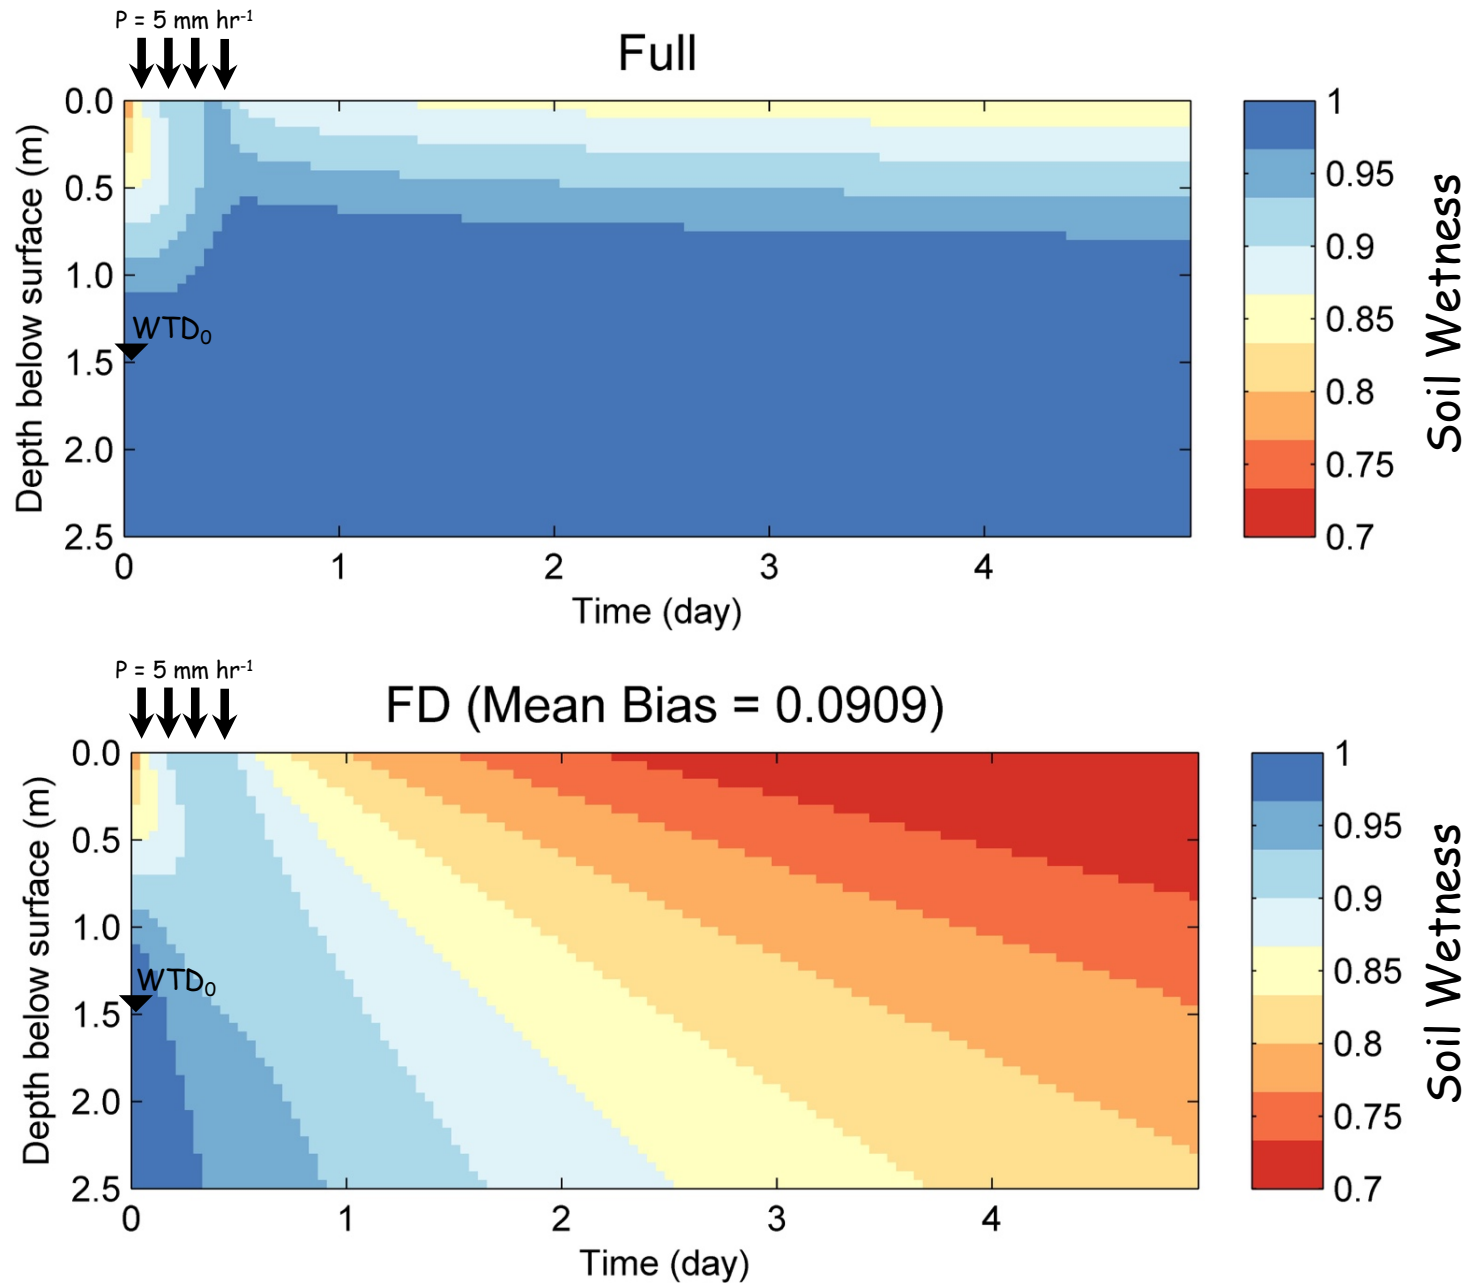 P = 5 mm hr-1
Full
0.0
0.5
1.0
1.5
2.0
2.5
Depth below surface (m)
WTD0
0 1 2 3 4
Time (day)
1
0.95
0.9
0.85
0.8
0.75
0.7
Soil Wetness
P = 5 mm hr-1
FD (Mean Bias = 0.0909)
0.0
0.5
1.0
1.5
2.0
2.5
Depth below surface (m)
WTD0
0 1 2 3 4
Time (day)
1
0.95
0.9
0.85
0.8
0.75
0.7
Soil Wetness